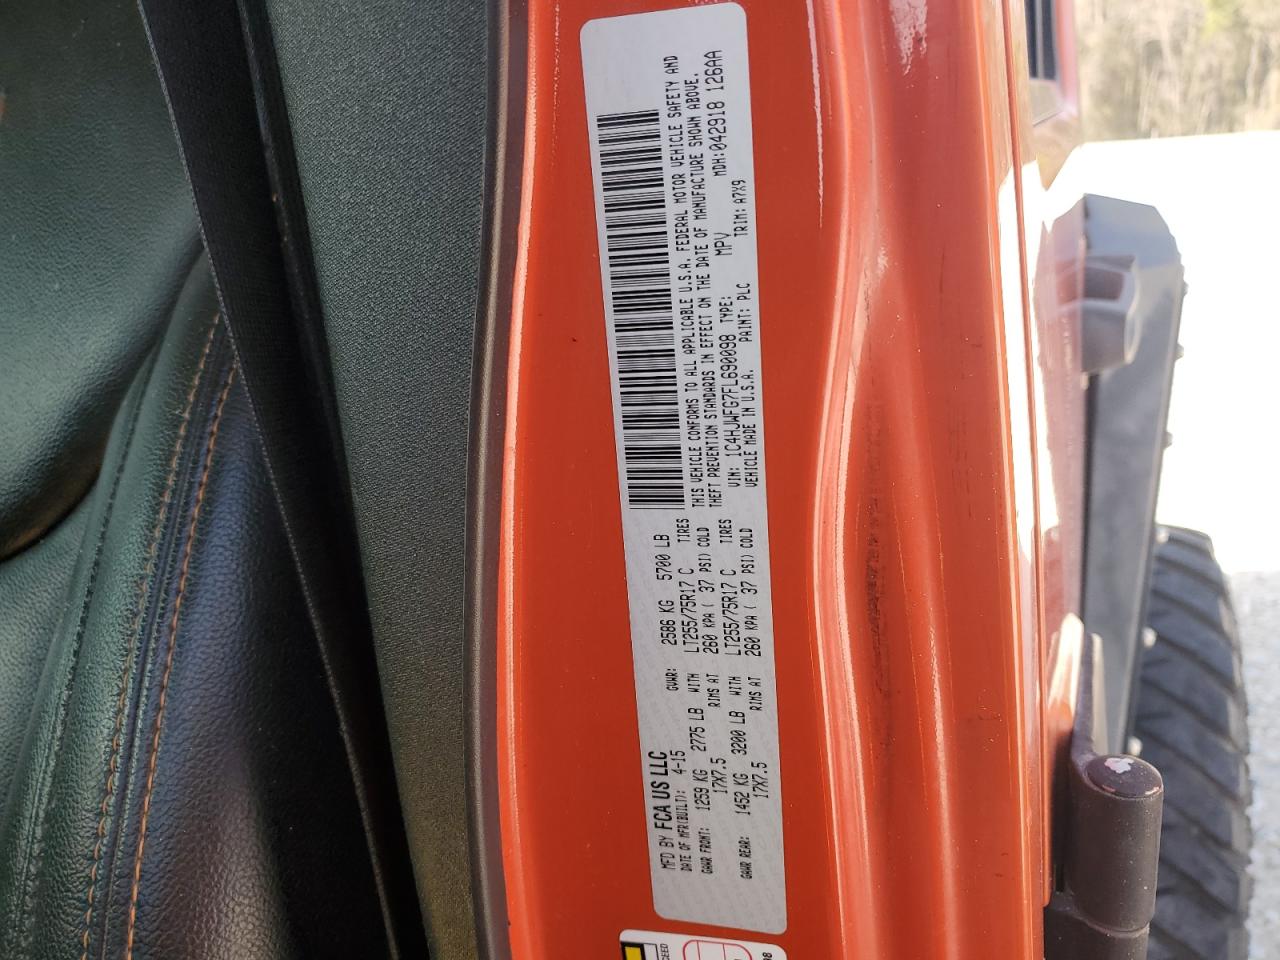 MFD BY FCA US LLC
DATE OF MFR(BUILT): 4-15 GVWR: 2586 KG 5700 LB
GAWR FRONT: 1259 KG 2775 LB WITH LT255/75R17 C TIRES
17X7.5 RIMS AT 260 KPA ( 37 PSI) COLD
GAWR REAR: 1452 KG 3200 LB WITH LT255/75R17 C TIRES
17X7.5 RIMS AT 260 KPA ( 37 PSI) COLD
THIS VEHICLE CONFORMS TO ALL APPLICABLE U.S.A. FEDERAL MOTOR VEHICLE SAFETY AND
THEFT PREVENTION STANDARDS IN EFFECT ON THE DATE OF MANUFACTURE SHOWN ABOVE.
VIN: 1C4HJWFG7FL690098 TYPE: MPV MDH:042918 126AA
VEHICLE MADE IN U.S.A. PAINT: PLC TRIM: A7X9